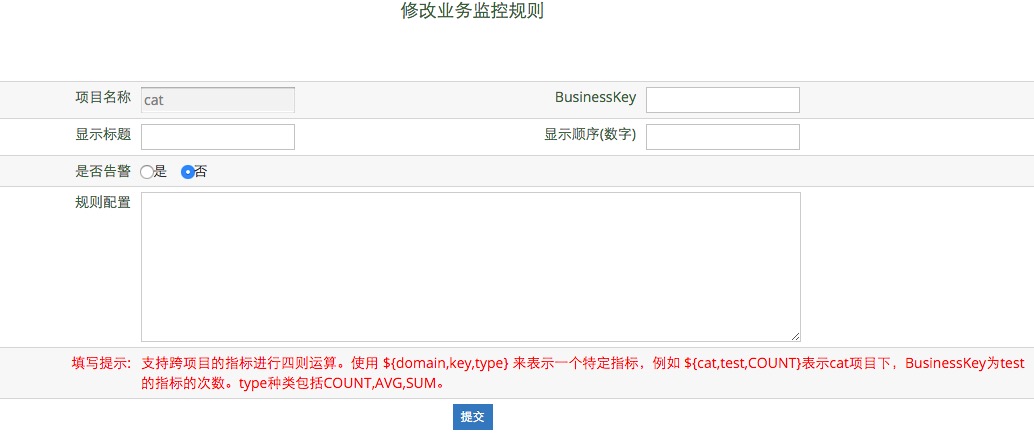 修改业务监控规则
项目名称 cat BusinessKey
显示标题 显示顺序(数字)
是否告警 是 否
规则配置
填写提示: 支持跨项目的指标进行四则运算。使用 ${domain,key,type} 来表示一个特定指标，例如 ${cat,test,COUNT}表示cat项目下，BusinessKey为test
的指标的次数。type种类包括COUNT,AVG,SUM。
提交